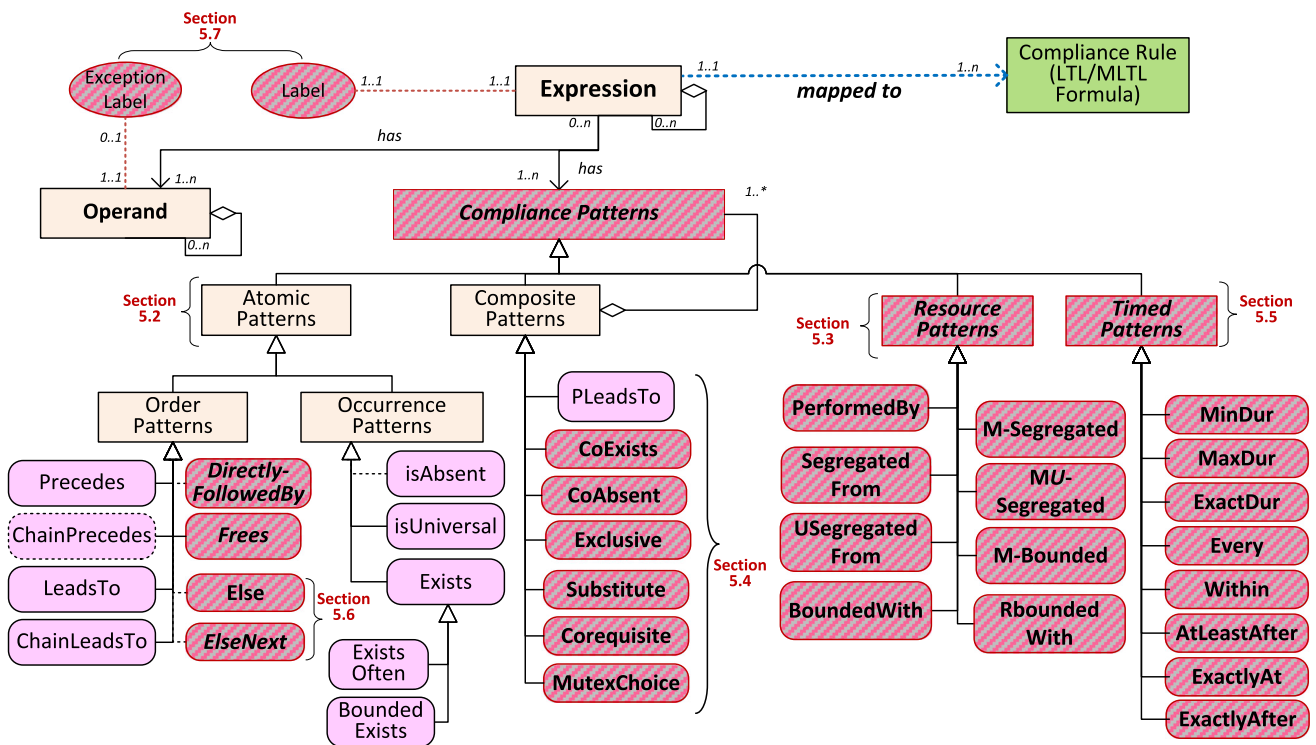 Section
5.7
Exception
Label
Label
1..1
1..1
Expression
1..1
1..n
mapped to
Compliance Rule
(LTL/MLTL
Formula)
0..n
0..n
0..1
has
has
1..1
1..n
1..n
1..*
Operand
0..n
Compliance Patterns
Section
5.2
Atomic
Patterns
Composite
Patterns
Section
5.3
Resource
Patterns
Timed
Patterns
Section
5.5
Order
Patterns
Occurrence
Patterns
Precedes
Directly-
FollowedBy
ChainPrecedes
Frees
LeadsTo
Else
ChainLeadsTo
ElseNext
Section
5.6
isAbsent
isUniversal
Exists
Exists
Often
Bounded
Exists
PLeadsTo
CoExists
CoAbsent
Exclusive
Substitute
Corequisite
MutexChoice
Section
5.4
PerformedBy
Segregated
From
USegregated
From
BoundedWith
M-Segregated
MU-
Segregated
M-Bounded
Rbounded
With
MinDur
MaxDur
ExactDur
Every
Within
AtLeastAfter
ExactlyAt
ExactlyAfter